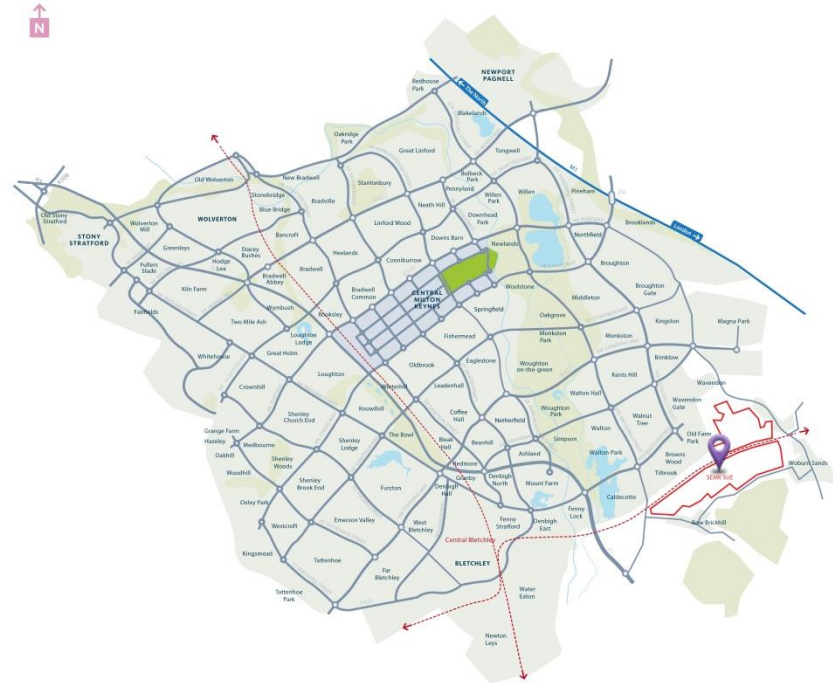 N
NEWPORT
PAGNELL
Redhouse
Park
The North
Blakelands
Oakridge
Park
Great Linford
Tongwell
M1
A5
A508
Old Wolverton
New Bradwell
Stantonbury
Bolbeck
Park
Pennyland
Willen
Park
Willen
Pineham
J14
Stonebridge
Bradville
Neath Hill
WOLVERTON
Blue Bridge
Linford Wood
Downhead
Park
London
Old Stony
Stratford
Wolverton
Mill
Bancroft
Brooklands
STONY
STRATFORD
Greenleys
Stacey
Bushes
Heelands
Downs Barn
Newlands
Northfield
Hodge
Lea
Bradwell
Conniburrow
Broughton
Fullers
Slade
Kiln Farm
Bradwell
Abbey
Bradwell
Common
CENTRAL
MILTON
KEYNES
Woolstone
Middleton
Broughton
Gate
Fairfields
Wymbush
Rooksley
Springfield
Oakgrove
Two Mile Ash
Loughton
Lodge
Fishermead
Monkston
Park
Monkston
Kingston
Magna Park
Whitehouse
Great Holm
Loughton
Oldbrook
Eaglestone
Woughton
on-the-green
Brinklow
Crownhill
Winterhill
Leadenhall
Kents Hill
Wavendon
Shenley
Church End
Knowlhill
Coffee
Hall
Netherfield
Woughton
Park
Walton Hall
Walnut
Tree
Wavendon
Gate
Grange Farm
Hazeley
Medbourne
The Bowl
Bleak
Hall
Beanhill
Simpson
Walton
Old Farm
Park
Oakhill
Shenley
Woods
Shenley
Lodge
Redmore
Ashland
Walton Park
Browns
Wood
Woburn Sands
Woodhill
Granby
Tilbrook
SEMK SUE
Shenley
Brook End
Furzton
Denbigh
Hall
Denbigh
North
Mount Farm
Caldecotte
Oxley Park
Fenny
Lock
Westcroft
Emerson Valley
West
Bletchley
Fenny
Stratford
Denbigh
East
Bow Brickhill
Kingsmead
Tattenhoe
Central Bletchley
Far
Bletchley
BLETCHLEY
Tattenhoe
Park
A421
Water
Eaton
Newton
Leys